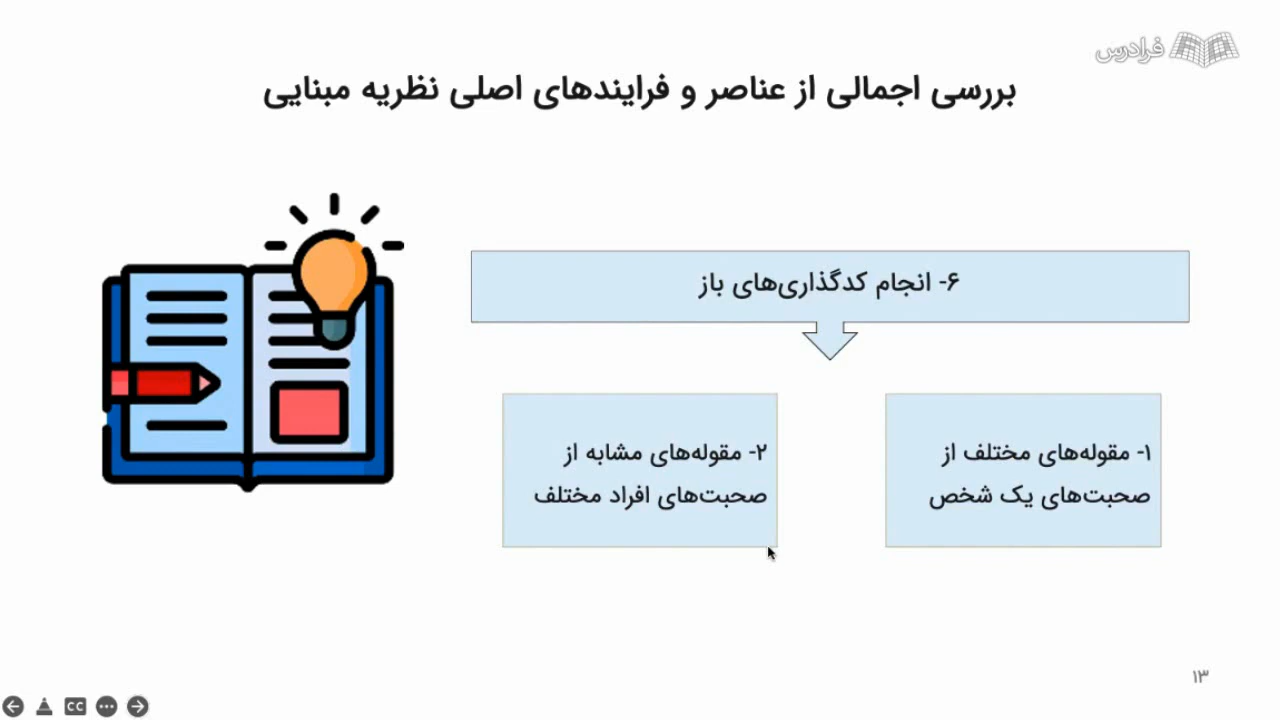 فرادرس
بررسی اجمالی از عناصر و فرایندهای اصلی نظریه مبنایی
۶- انجام کدگذاری‌های باز
۱- مقوله‌های مختلف از
صحبت‌های یک شخص
۲- مقوله‌های مشابه از
صحبت‌های افراد مختلف
۱۳
CC